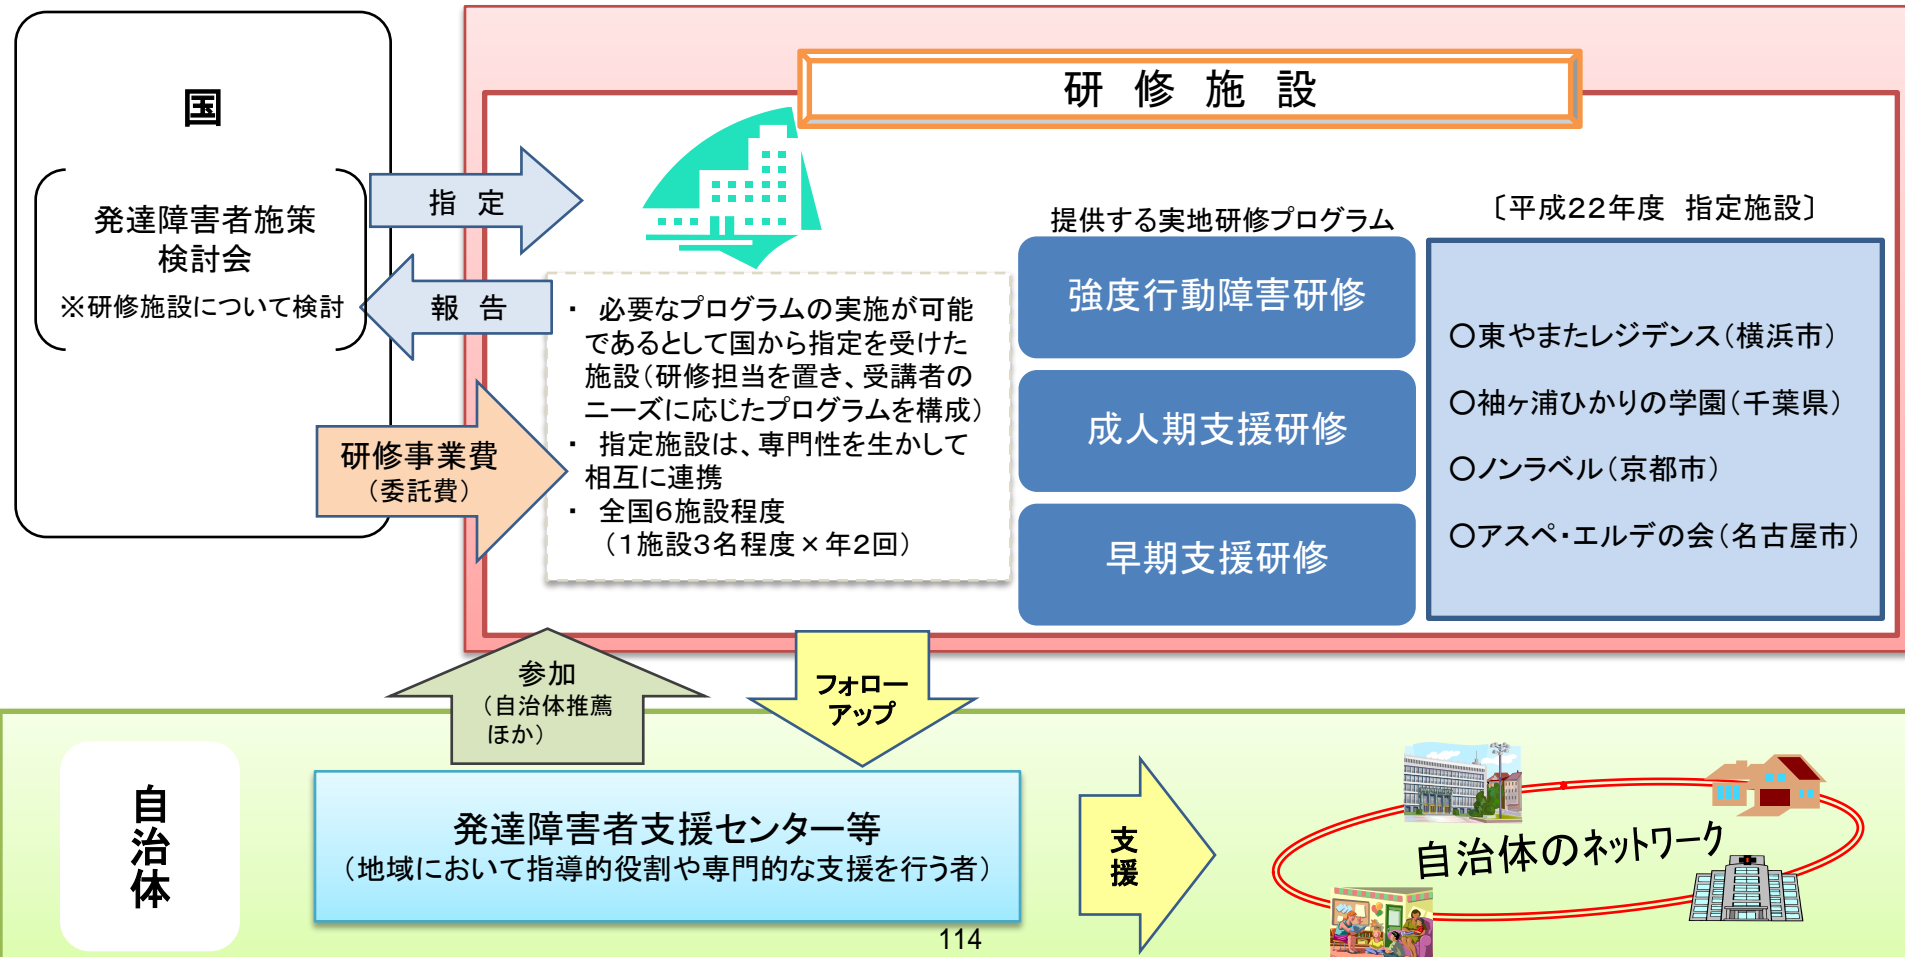 国
発達障害者施策
検討会
※研修施設について検討
指 定
報 告
研修事業費
（委託費）
研 修 施 設
・ 必要なプログラムの実施が可能
であるとして国から指定を受けた
施設（研修担当を置き、受講者の
ニーズに応じたプログラムを構成）
・ 指定施設は、専門性を生かして
相互に連携
・ 全国６施設程度
（１施設３名程度×年２回）
提供する実地研修プログラム
強度行動障害研修
成人期支援研修
早期支援研修
〔平成２２年度 指定施設〕
○東やまたレジデンス（横浜市）
○袖ヶ浦ひかりの学園（千葉県）
○ノンラベル（京都市）
○アスペ・エルデの会（名古屋市）
参加
（自治体推薦
ほか）
フォロー
アップ
自治体
発達障害者支援センター等
（地域において指導的役割や専門的な支援を行う者）
支援
自治体のネットワーク
114